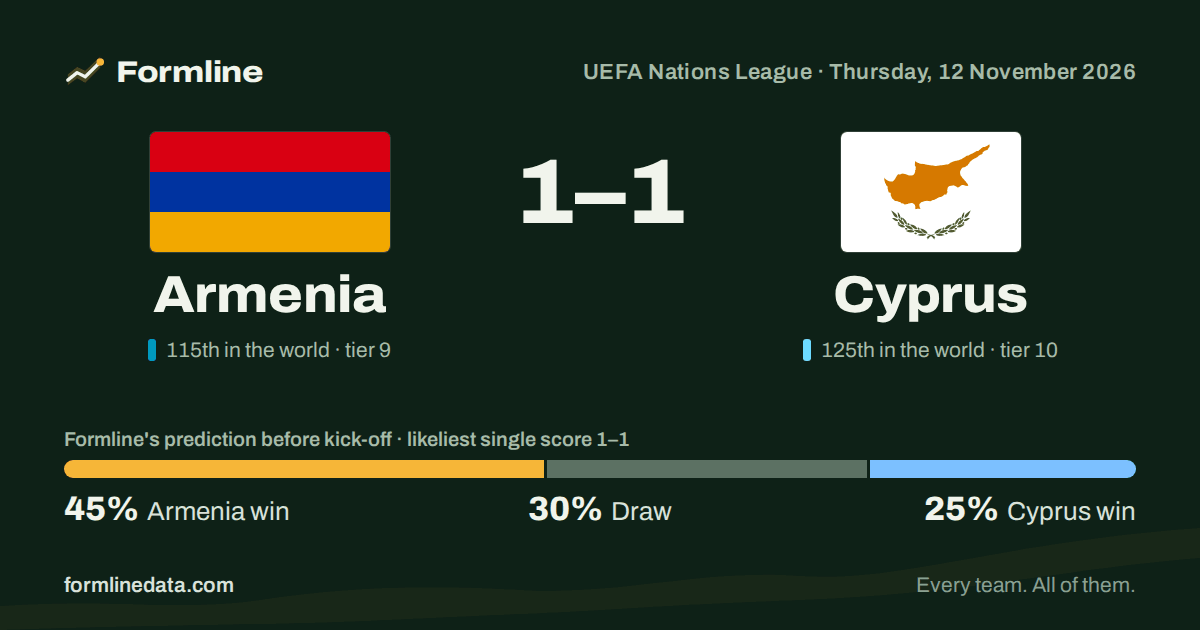 Formline
UEFA Nations League · Thursday, 12 November 2026
1–1
Armenia
Cyprus
115th in the world · tier 9
125th in the world · tier 10
Formline's prediction before kick-off · likeliest single score 1–1
45% Armenia win
30% Draw
25% Cyprus win
formlinedata.com
Every team. All of them.